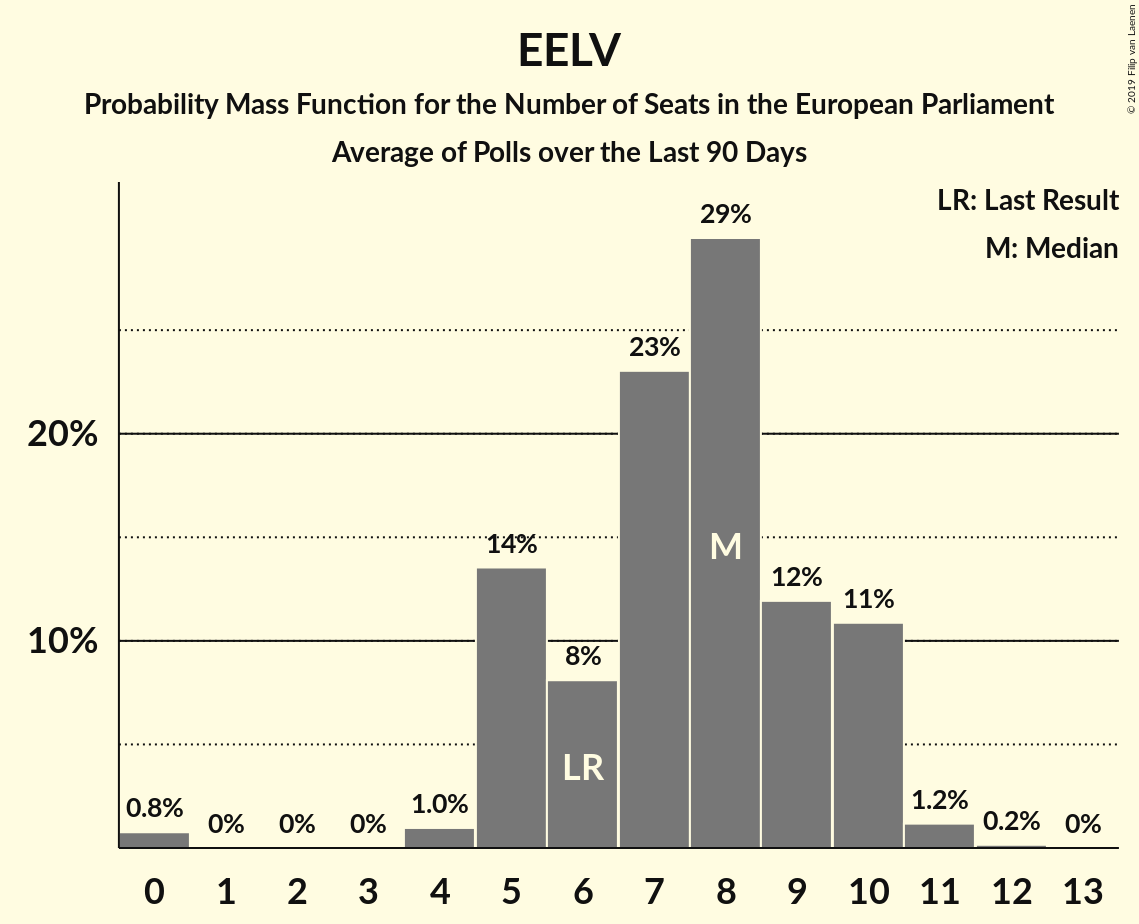 EELV
Probability Mass Function for the Number of Seats in the European Parliament
Average of Polls over the Last 90 Days
© 2019 Filip van Laenen
LR: Last Result
M: Median
29%
23%
20%
14%
M
12%
11%
10%
8%
LR
0.8%
0%
0%
0%
1.0%
1.2%
0.2%
0%
0 1 2 3 4 5 6 7 8 9 10 11 12 13